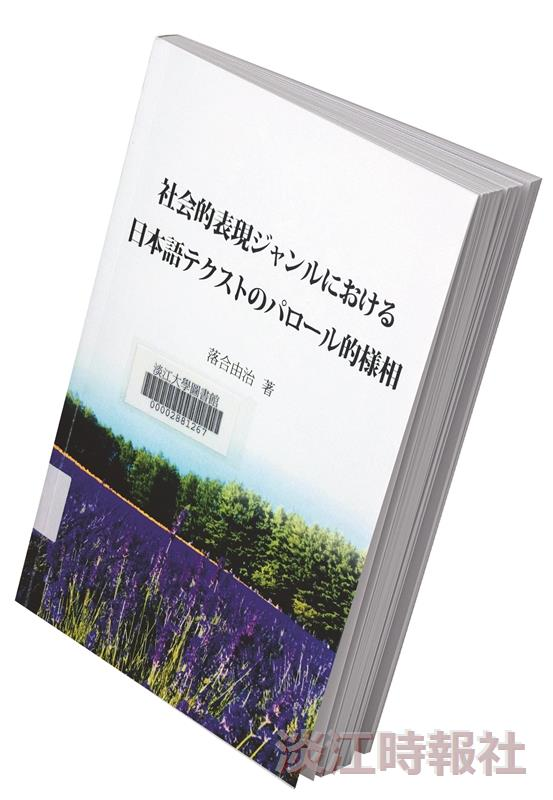 社会的表現ジャンルにおける
日本語テクストのパロール的様相
落合由治 著
淡江大學圖書館
00002881267
淡江時報社